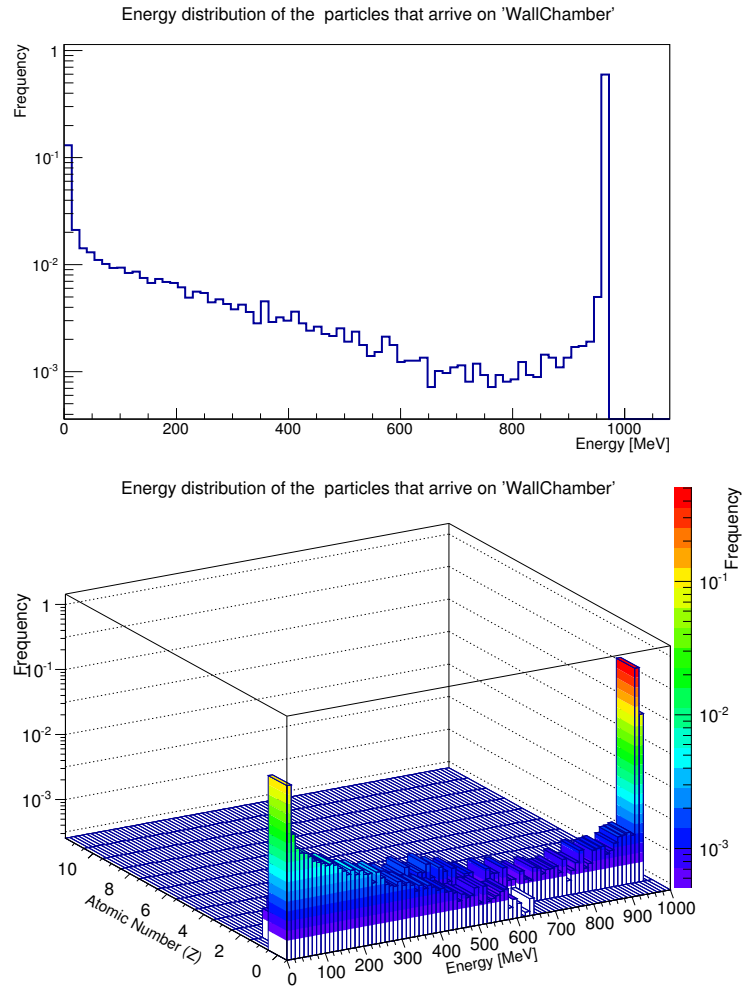 Energy distribution of the  particles that arrive on 'WallChamber'
Frequency
1
10-1
10-2
10-3
0 200 400 600 800 1000
Energy [MeV]
Energy distribution of the  particles that arrive on 'WallChamber'
Frequency
1
10-1
10-2
10-3
10 8 6 4 2 0
Atomic Number (Z)
0 100 200 300 400 500 600 700 800 900 1000
Energy [MeV]
Frequency
10-1
10-2
10-3